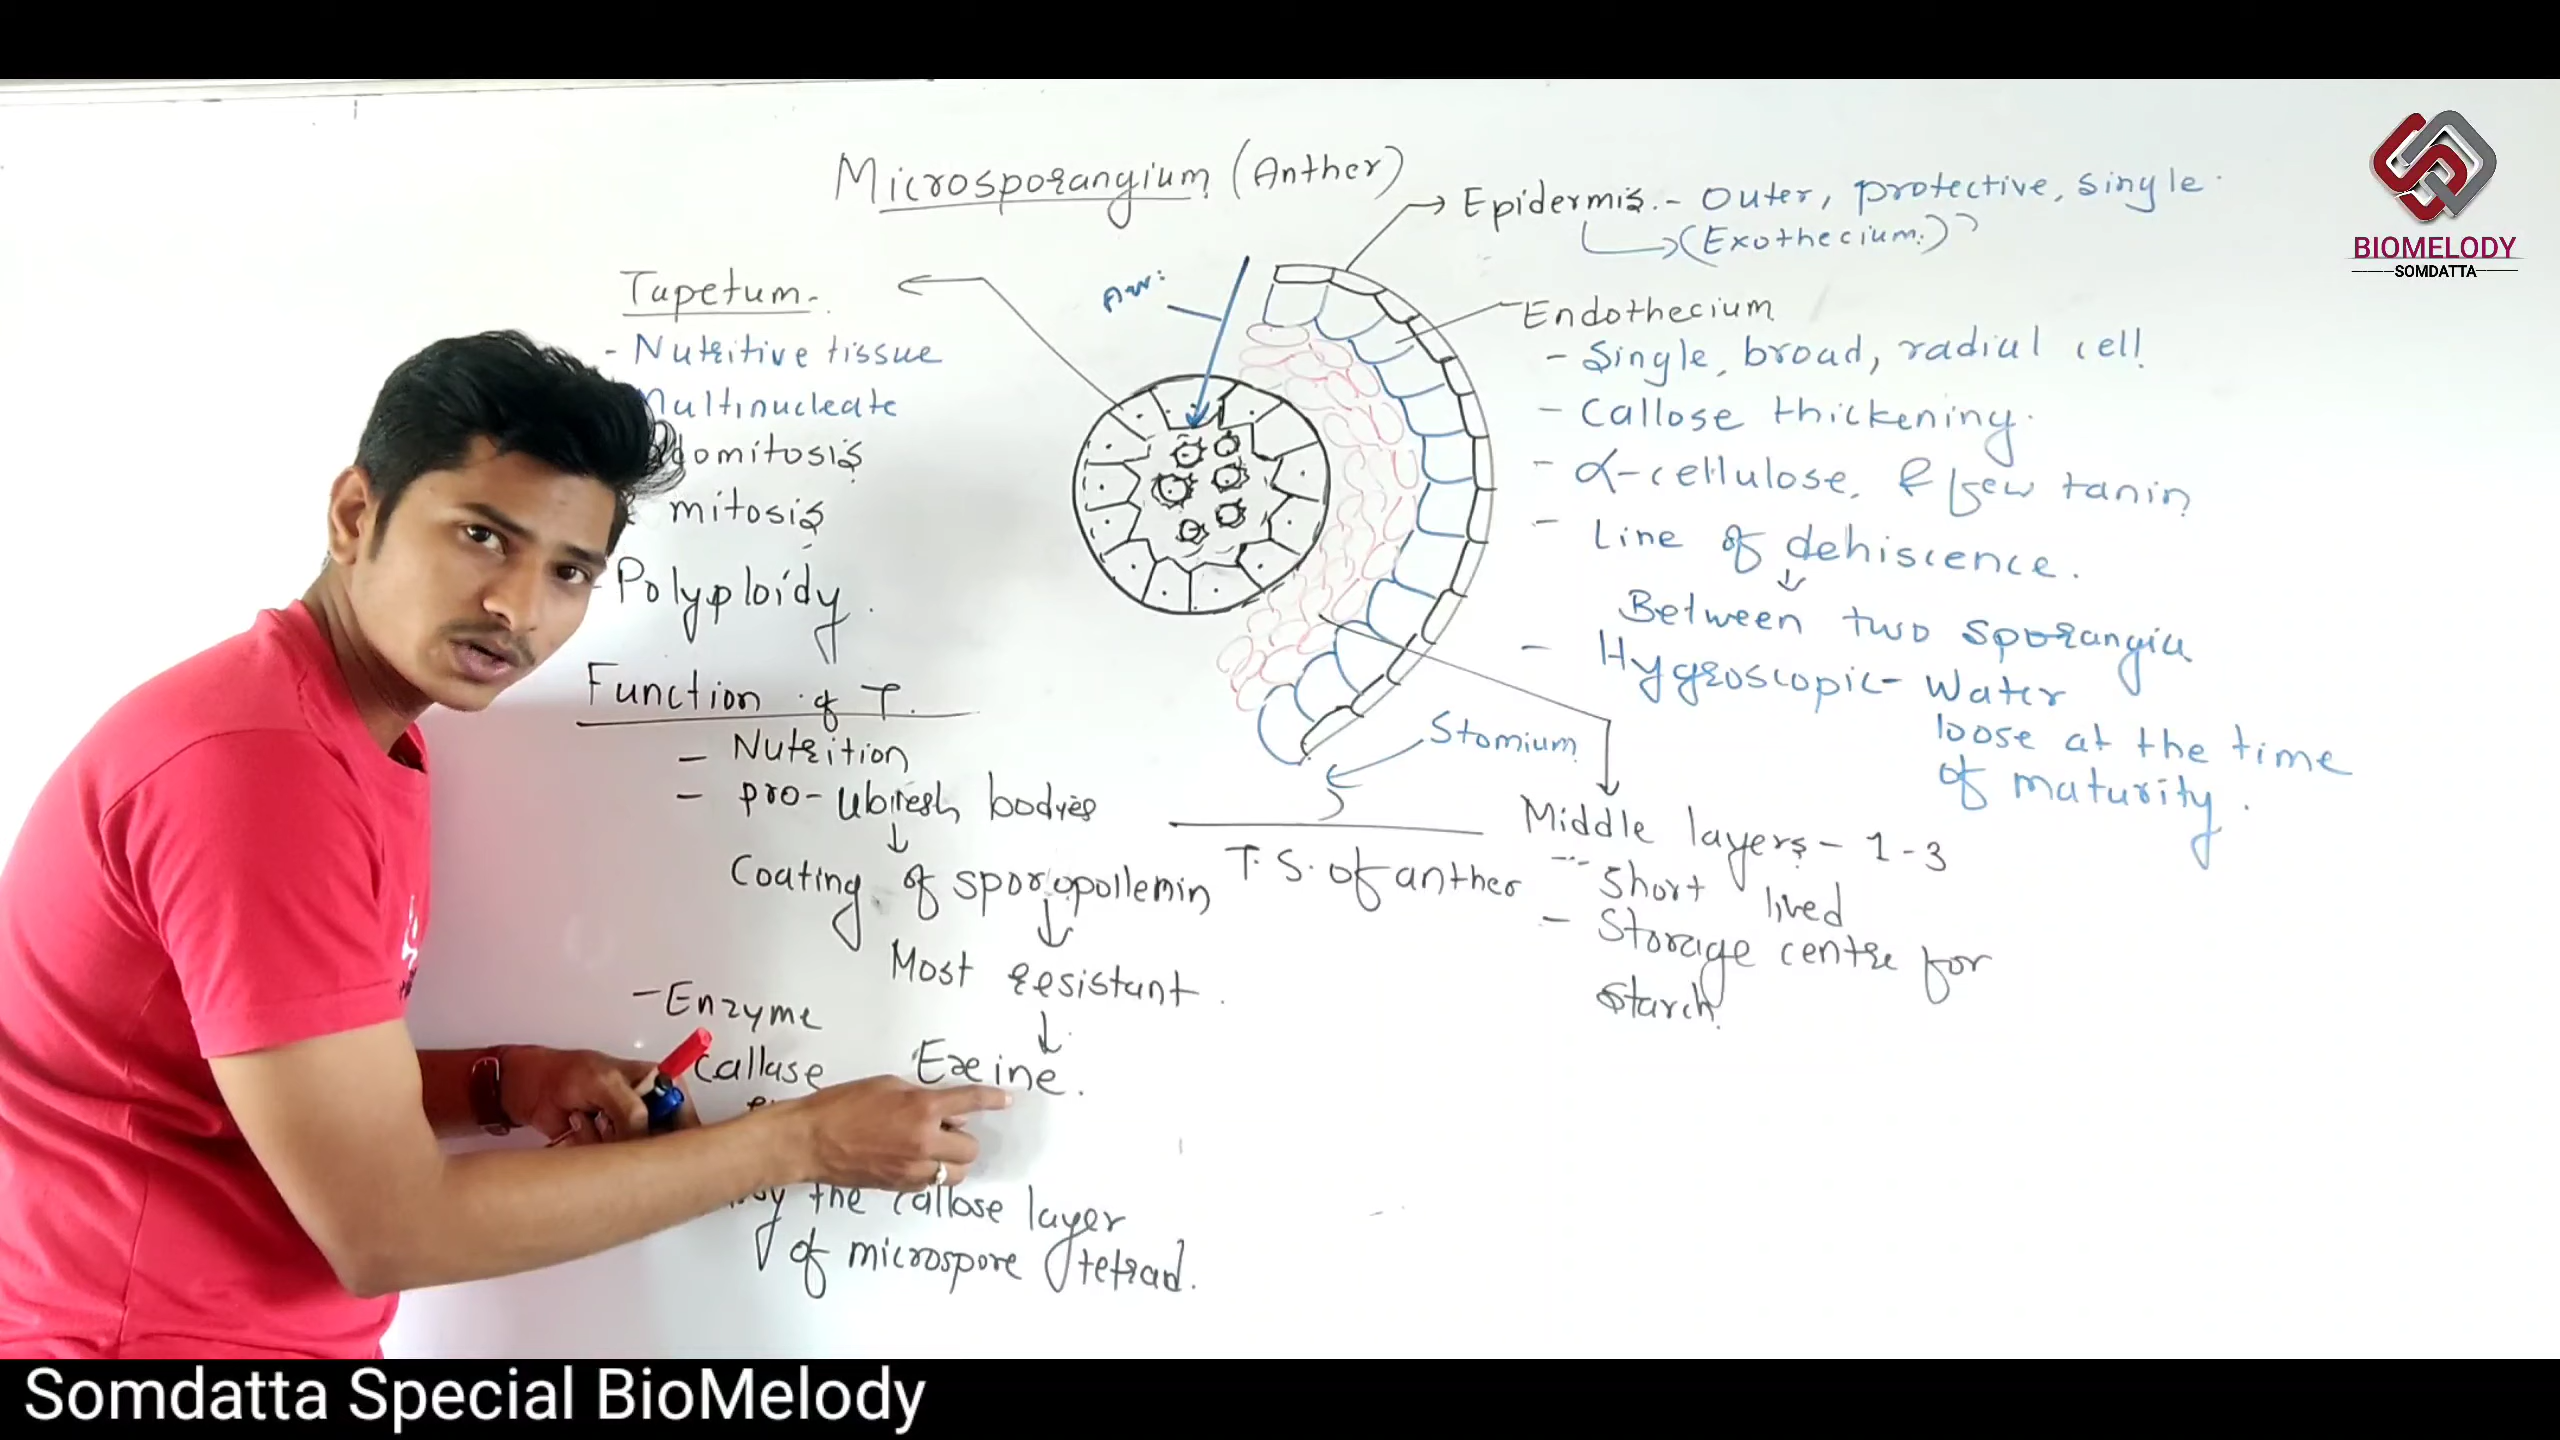 Microsporangium (Anther)
Tapetum -
- Nutritive tissue
Multinucleate
domitosis
mitosis
- Polyploidy.
Function of T.
- Nutrition
- pro-ubiresh bodies
↓
Coating of sporopollenin
↓
Most resistant.
↓
Exeine.
- Enzyme
callase
the callose layer
of microspore tetrad.
→ Epidermis. - Outer, protective, single
(Exothecium.)
Endothecium
- Single, broad, radial cell
- Callose thickening.
- α-cellulose, & few tanin
- Line of dehiscence.
↓
Between two sporangia
- Hygroscopic - Water
loose at the time
of maturity.
Stomium
T.S. of anther
Middle layers - 1-3
- Short lived
- Storage centre for
starch.
BIOMELODY
SOMDATTA
Somdatta Special BioMelody